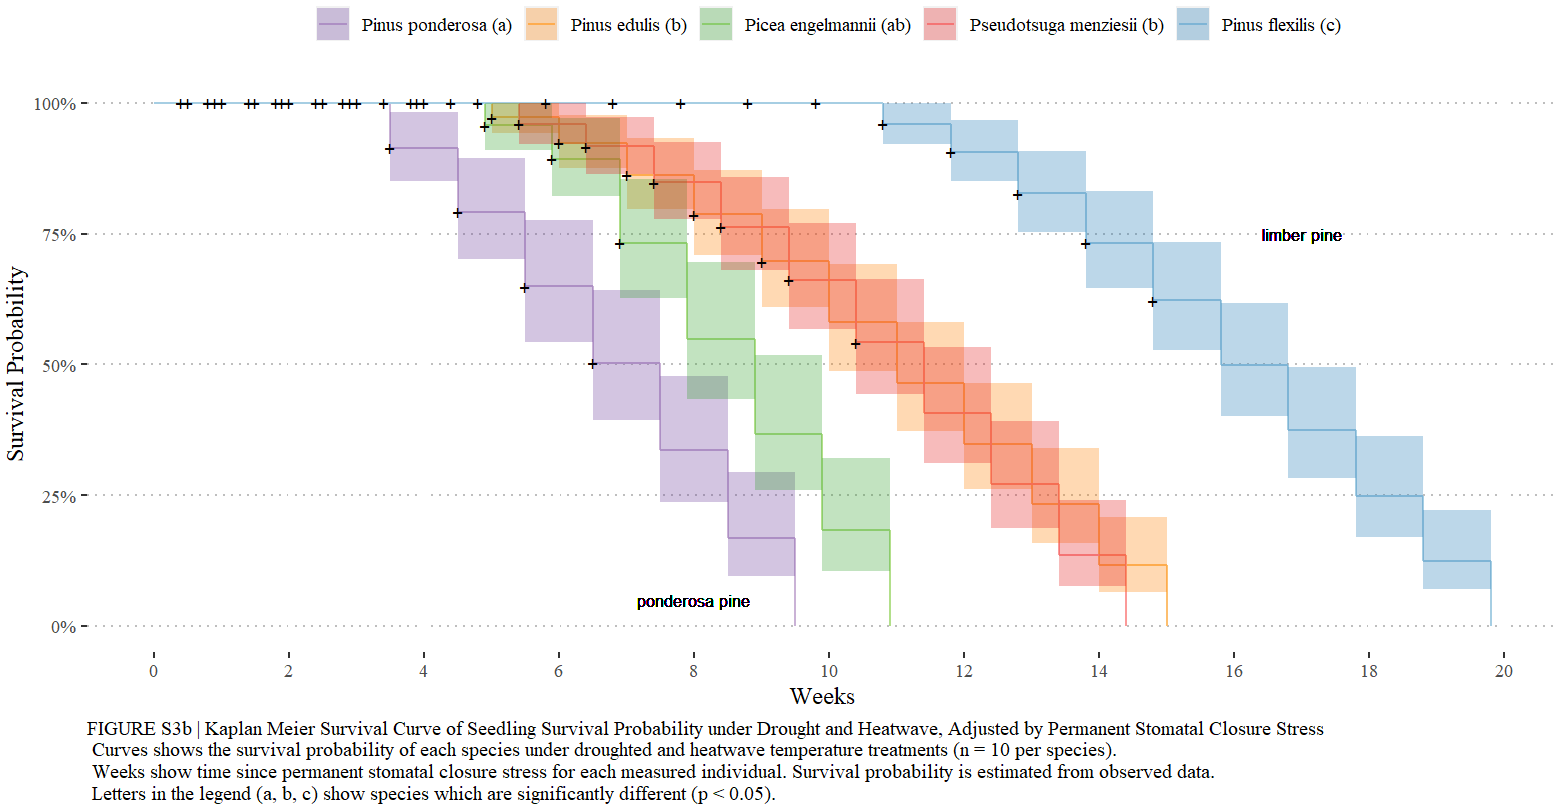 Pinus ponderosa (a) Pinus edulis (b) Picea engelmannii (ab) Pseudotsuga menziesii (b) Pinus flexilis (c)
100%
75%
50%
25%
0%
Survival Probability
limber pine
ponderosa pine
0 2 4 6 8 10 12 14 16 18 20
Weeks
FIGURE S3b | Kaplan Meier Survival Curve of Seedling Survival Probability under Drought and Heatwave, Adjusted by Permanent Stomatal Closure Stress
Curves shows the survival probability of each species under droughted and heatwave temperature treatments (n = 10 per species).
Weeks show time since permanent stomatal closure stress for each measured individual. Survival probability is estimated from observed data.
Letters in the legend (a, b, c) show species which are significantly different (p < 0.05).